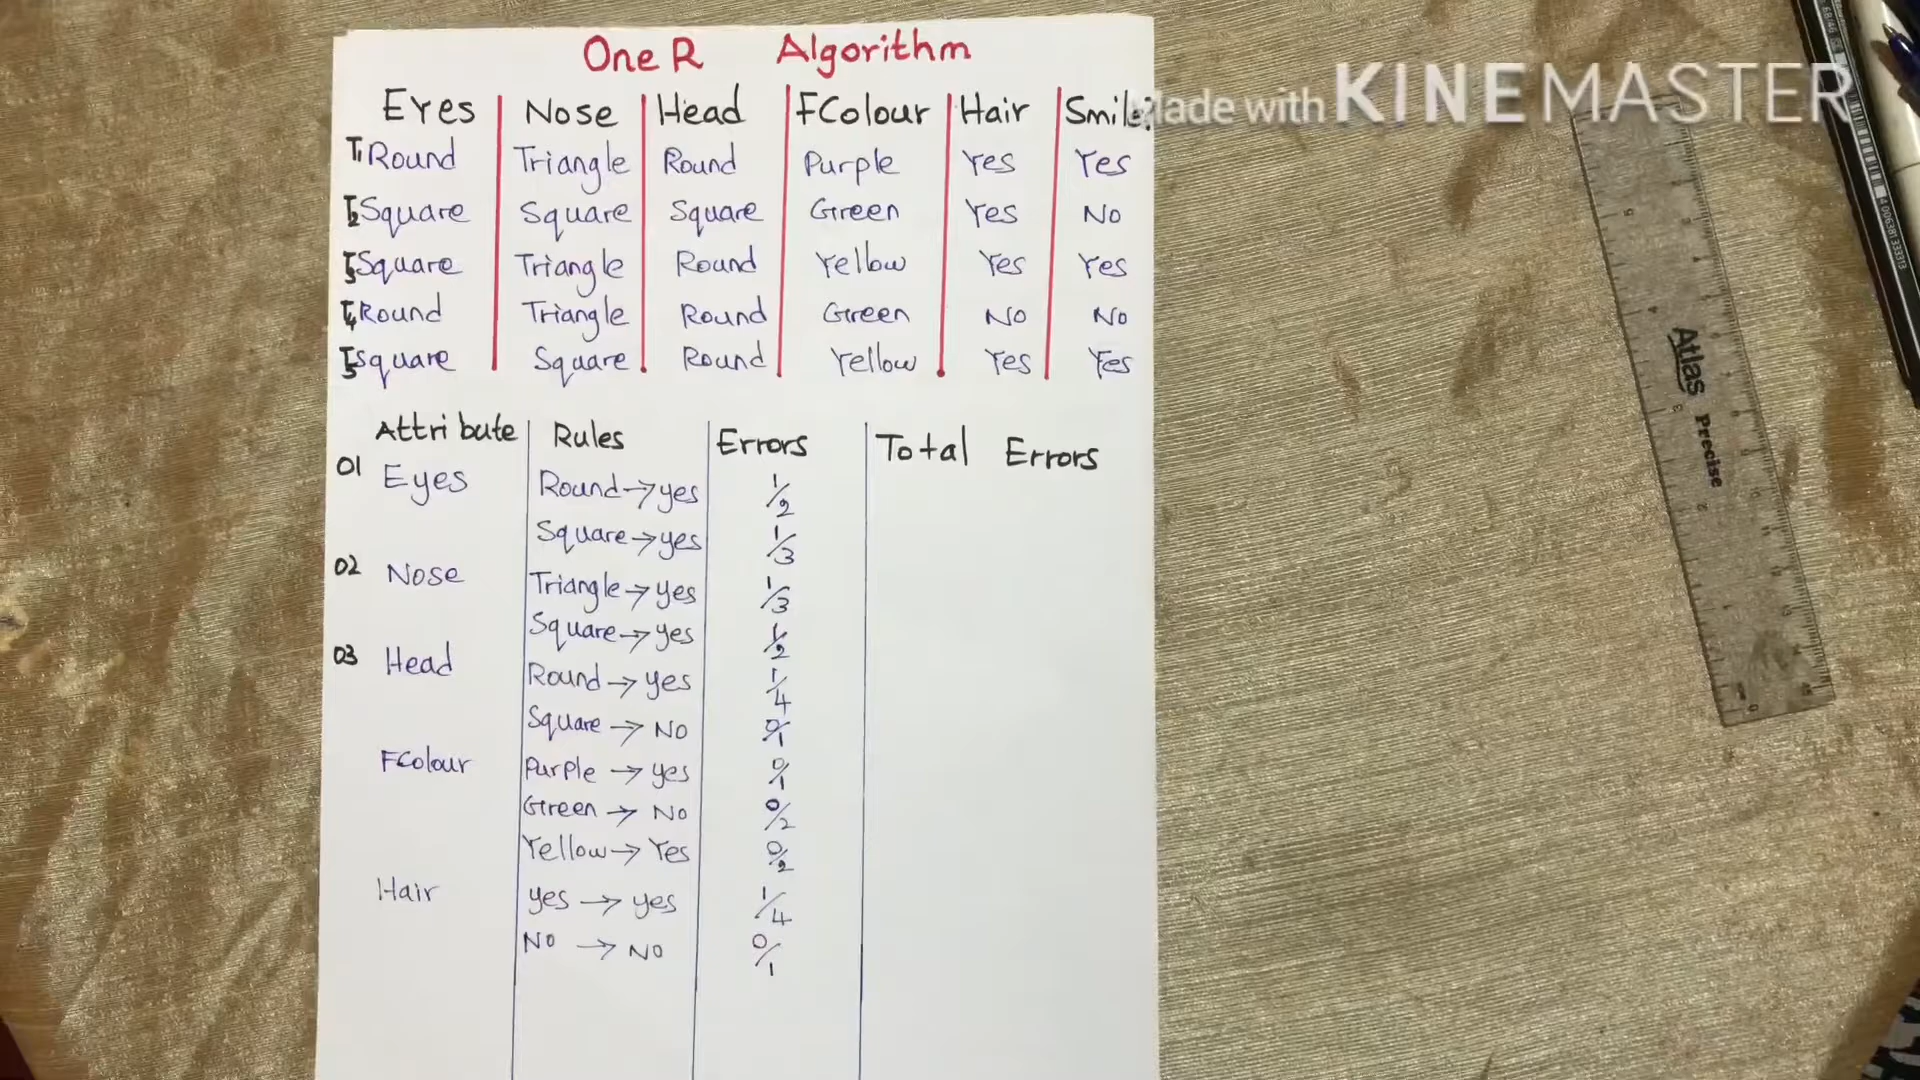 One R Algorithm
Eyes Nose Head FColour Hair Smile?
T1 Round Triangle Round Purple Yes Yes
T2 Square Square Square Green Yes No
T3 Square Triangle Round Yellow Yes Yes
T4 Round Triangle Round Green No No
T5 Square Square Round Yellow Yes Yes
Attribute Rules Errors Total Errors
01 Eyes Round → yes 1/2
Square → yes 1/3
02 Nose Triangle → yes 1/3
Square → yes 1/2
03 Head Round → yes 1/4
Square → No 0/1
FColour Purple → yes 0/1
Green → No 0/2
Yellow → Yes 0/2
Hair yes → yes 1/4
No → No 0/1
Made with KINEMASTER
Atlas Precise